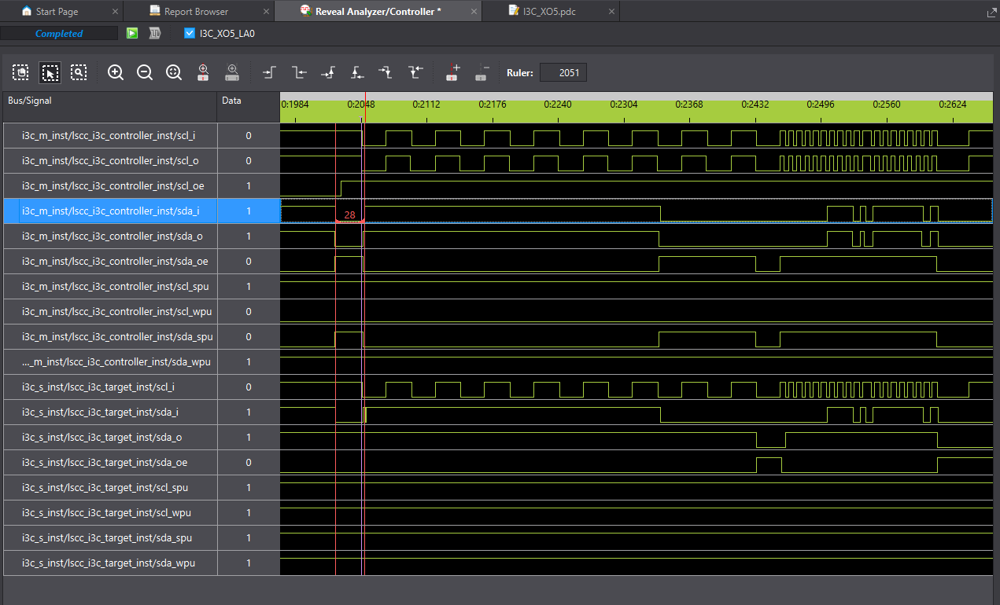 Start Page
Report Browser
Reveal Analyzer/Controller *
I3C_XO5.pdc
Completed
I3C_XO5_LA0
Ruler: 2051
Bus/Signal Data 0:1984 0:2048 0:2112 0:2176 0:2240 0:2304 0:2368 0:2432 0:2496 0:2560 0:2624
i3c_m_inst/lscc_i3c_controller_inst/scl_i 0
i3c_m_inst/lscc_i3c_controller_inst/scl_o 0
i3c_m_inst/lscc_i3c_controller_inst/scl_oe 1
i3c_m_inst/lscc_i3c_controller_inst/sda_i 1 28
i3c_m_inst/lscc_i3c_controller_inst/sda_o 1
i3c_m_inst/lscc_i3c_controller_inst/sda_oe 0
i3c_m_inst/lscc_i3c_controller_inst/scl_spu 1
i3c_m_inst/lscc_i3c_controller_inst/scl_wpu 0
i3c_m_inst/lscc_i3c_controller_inst/sda_spu 0
..._m_inst/lscc_i3c_controller_inst/sda_wpu 1
i3c_s_inst/lscc_i3c_target_inst/scl_i 0
i3c_s_inst/lscc_i3c_target_inst/sda_i 1
i3c_s_inst/lscc_i3c_target_inst/sda_o 1
i3c_s_inst/lscc_i3c_target_inst/sda_oe 0
i3c_s_inst/lscc_i3c_target_inst/scl_spu 1
i3c_s_inst/lscc_i3c_target_inst/scl_wpu 1
i3c_s_inst/lscc_i3c_target_inst/sda_spu 1
i3c_s_inst/lscc_i3c_target_inst/sda_wpu 1